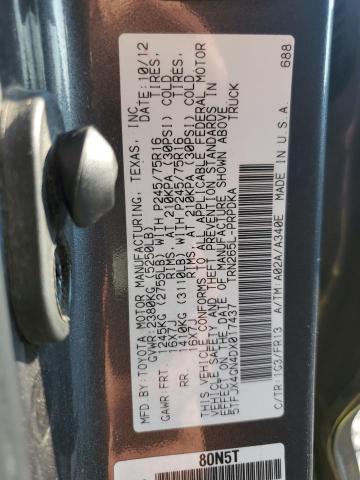 MFD. BY: TOYOTA MOTOR MANUFACTURING, TEXAS, INC.
DATE: 10/12
GVWR: 2380KG (5250LB)
GAWR FRT. 1245KG (2755LB) WITH P245/75R16 TIRES,
16X7J RIMS, AT 210KPA (30PSI) COLD
RR. 1410KG (3110LB) WITH P245/75R16 TIRES,
16X7J RIMS, AT 210KPA (30PSI) COLD
THIS VEHICLE CONFORMS TO ALL APPLICABLE FEDERAL MOTOR
VEHICLE SAFETY AND THEFT PREVENTION STANDARDS IN
EFFECT ON THE DATE OF MANUFACTURE SHOWN ABOVE.
5TFJX4GN4DX017437 TRUCK
TRN265L-PRPDKA
C/TR:1G3/FR13 A/TM:A02A/A340E MADE IN U S A 688
80N5T